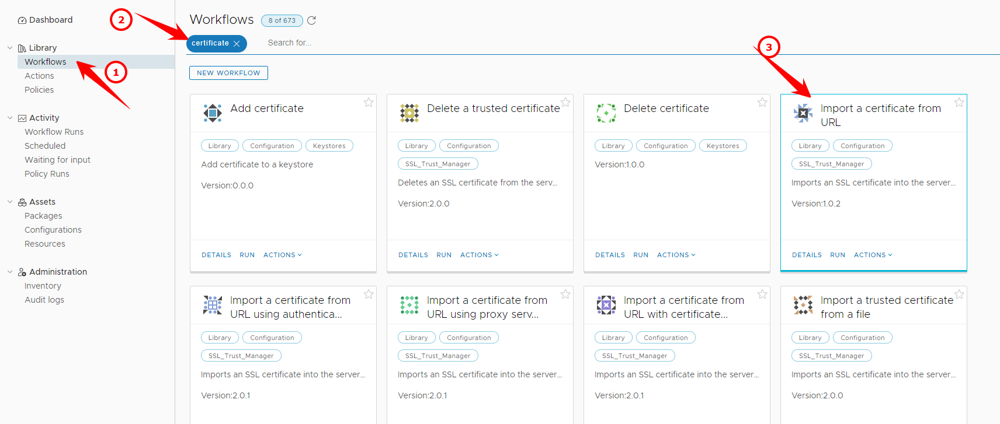 Dashboard
Library
Workflows
Actions
Policies
Activity
Workflow Runs
Scheduled
Waiting for input
Policy Runs
Assets
Packages
Configurations
Resources
Administration
Inventory
Audit logs
1
2
3
Workflows 8 of 673
certificate Search for...
NEW WORKFLOW
Add certificate
Library Configuration Keystores
Add certificate to a keystore
Version:0.0.0
DETAILS RUN ACTIONS
Delete a trusted certificate
Library Configuration
SSL_Trust_Manager
Deletes an SSL certificate from the serv...
Version:2.0.0
DETAILS RUN ACTIONS
Delete certificate
Library Configuration Keystores
Version:1.0.0
DETAILS RUN ACTIONS
Import a certificate from
URL
Library Configuration
SSL_Trust_Manager
Imports an SSL certificate into the server...
Version:1.0.2
DETAILS RUN ACTIONS
Import a certificate from
URL using authentica...
Library Configuration
SSL_Trust_Manager
Imports an SSL certificate into the server...
Version:2.0.1
Import a certificate from
URL using proxy serv...
Library Configuration
SSL_Trust_Manager
Imports an SSL certificate into the server...
Version:2.0.1
Import a certificate from
URL with certificate...
Library Configuration
SSL_Trust_Manager
Imports an SSL certificate into the server...
Version:2.0.1
Import a trusted certificate
from a file
Library Configuration
SSL_Trust_Manager
Imports an SSL certificate into the server...
Version:2.0.0